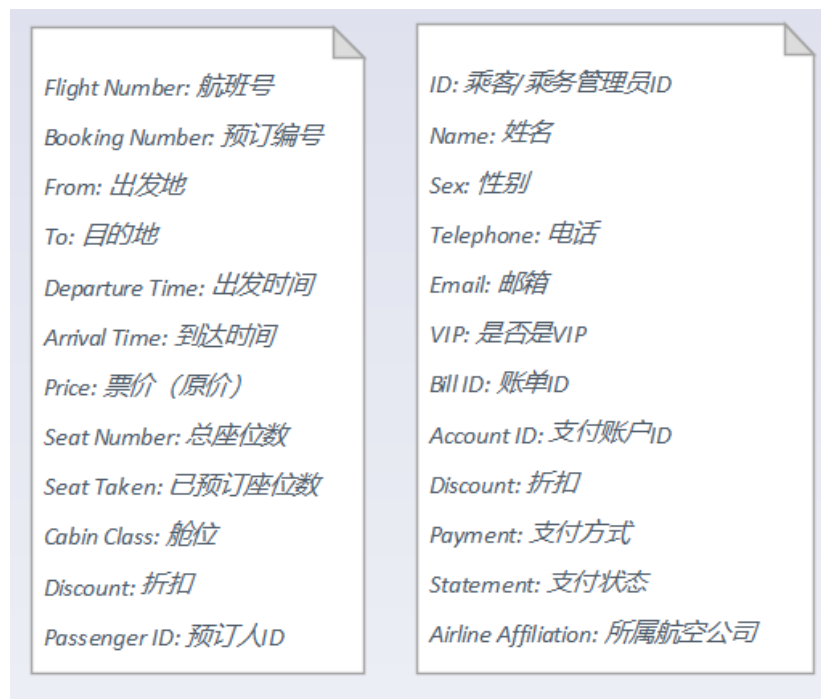 Flight Number: 航班号
Booking Number: 预订编号
From: 出发地
To: 目的地
Departure Time: 出发时间
Arrival Time: 到达时间
Price: 票价（原价）
Seat Number: 总座位数
Seat Taken: 已预订座位数
Cabin Class: 舱位
Discount: 折扣
Passenger ID: 预订人ID
ID: 乘客/乘务管理员ID
Name: 姓名
Sex: 性别
Telephone: 电话
Email: 邮箱
VIP: 是否是VIP
Bill ID: 账单ID
Account ID: 支付账户ID
Discount: 折扣
Payment: 支付方式
Statement: 支付状态
Airline Affiliation: 所属航空公司